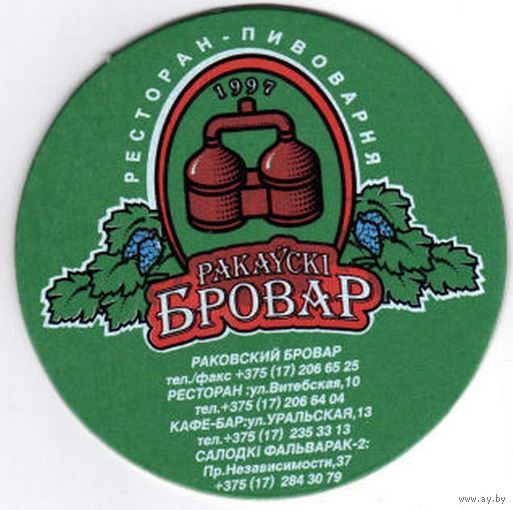 РЕСТОРАН - ПИВОВАРНЯ
1997
РАКАЎСКІ
БРОВАР
РАКОВСКИЙ БРОВАР
тел./факс +375 (17) 206 65 25
РЕСТОРАН :ул.Витебская,10
тел.+375 (17) 206 64 04
КАФЕ-БАР:ул.УРАЛЬСКАЯ,13
тел.+375 (17) 235 33 13
САЛОДКІ ФАЛЬВАРАК-2:
Пр.Независимости,37
+375 (17) 284 30 79
www.ay.by